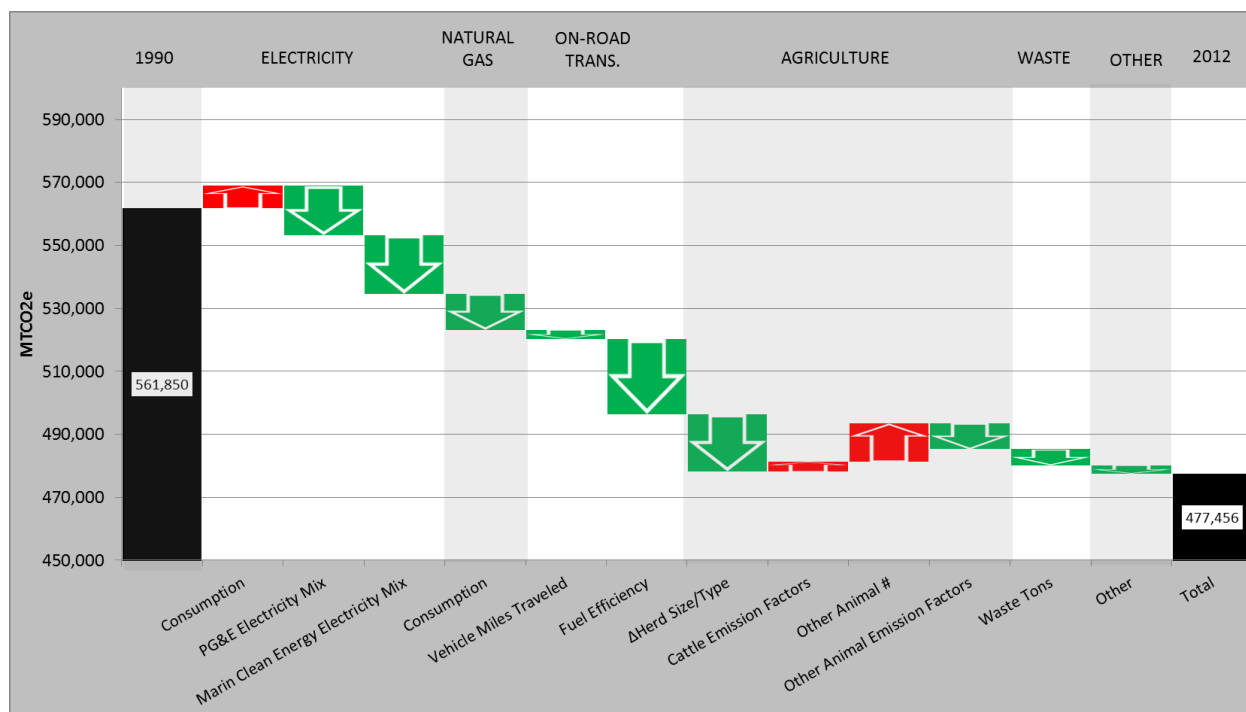 1990
ELECTRICITY
NATURAL
GAS
ON-ROAD
TRANS.
AGRICULTURE
WASTE
OTHER
2012
MTCO2e
590,000
570,000
550,000
530,000
510,000
490,000
470,000
450,000
561,850
477,456
Consumption
PG&E Electricity Mix
Marin Clean Energy Electricity Mix
Consumption
Vehicle Miles Traveled
Fuel Efficiency
ΔHerd Size/Type
Cattle Emission Factors
Other Animal #
Other Animal Emission Factors
Waste Tons
Other
Total